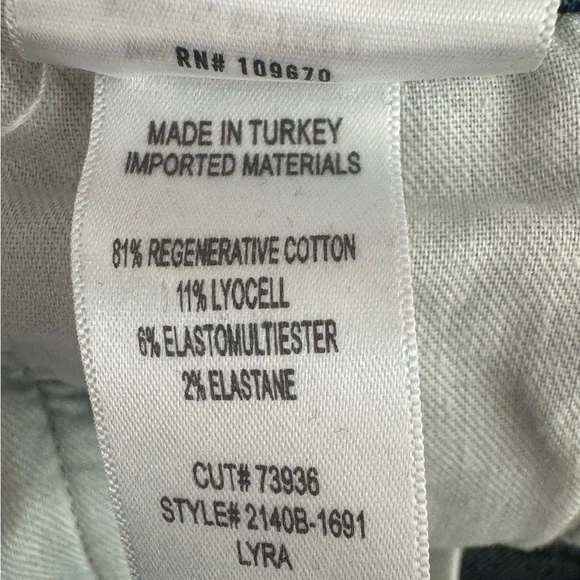 RN# 109670
MADE IN TURKEY
IMPORTED MATERIALS
81% REGENERATIVE COTTON
11% LYOCELL
6% ELASTOMULTIESTER
2% ELASTANE
CUT# 73936
STYLE# 2140B-1691
LYRA